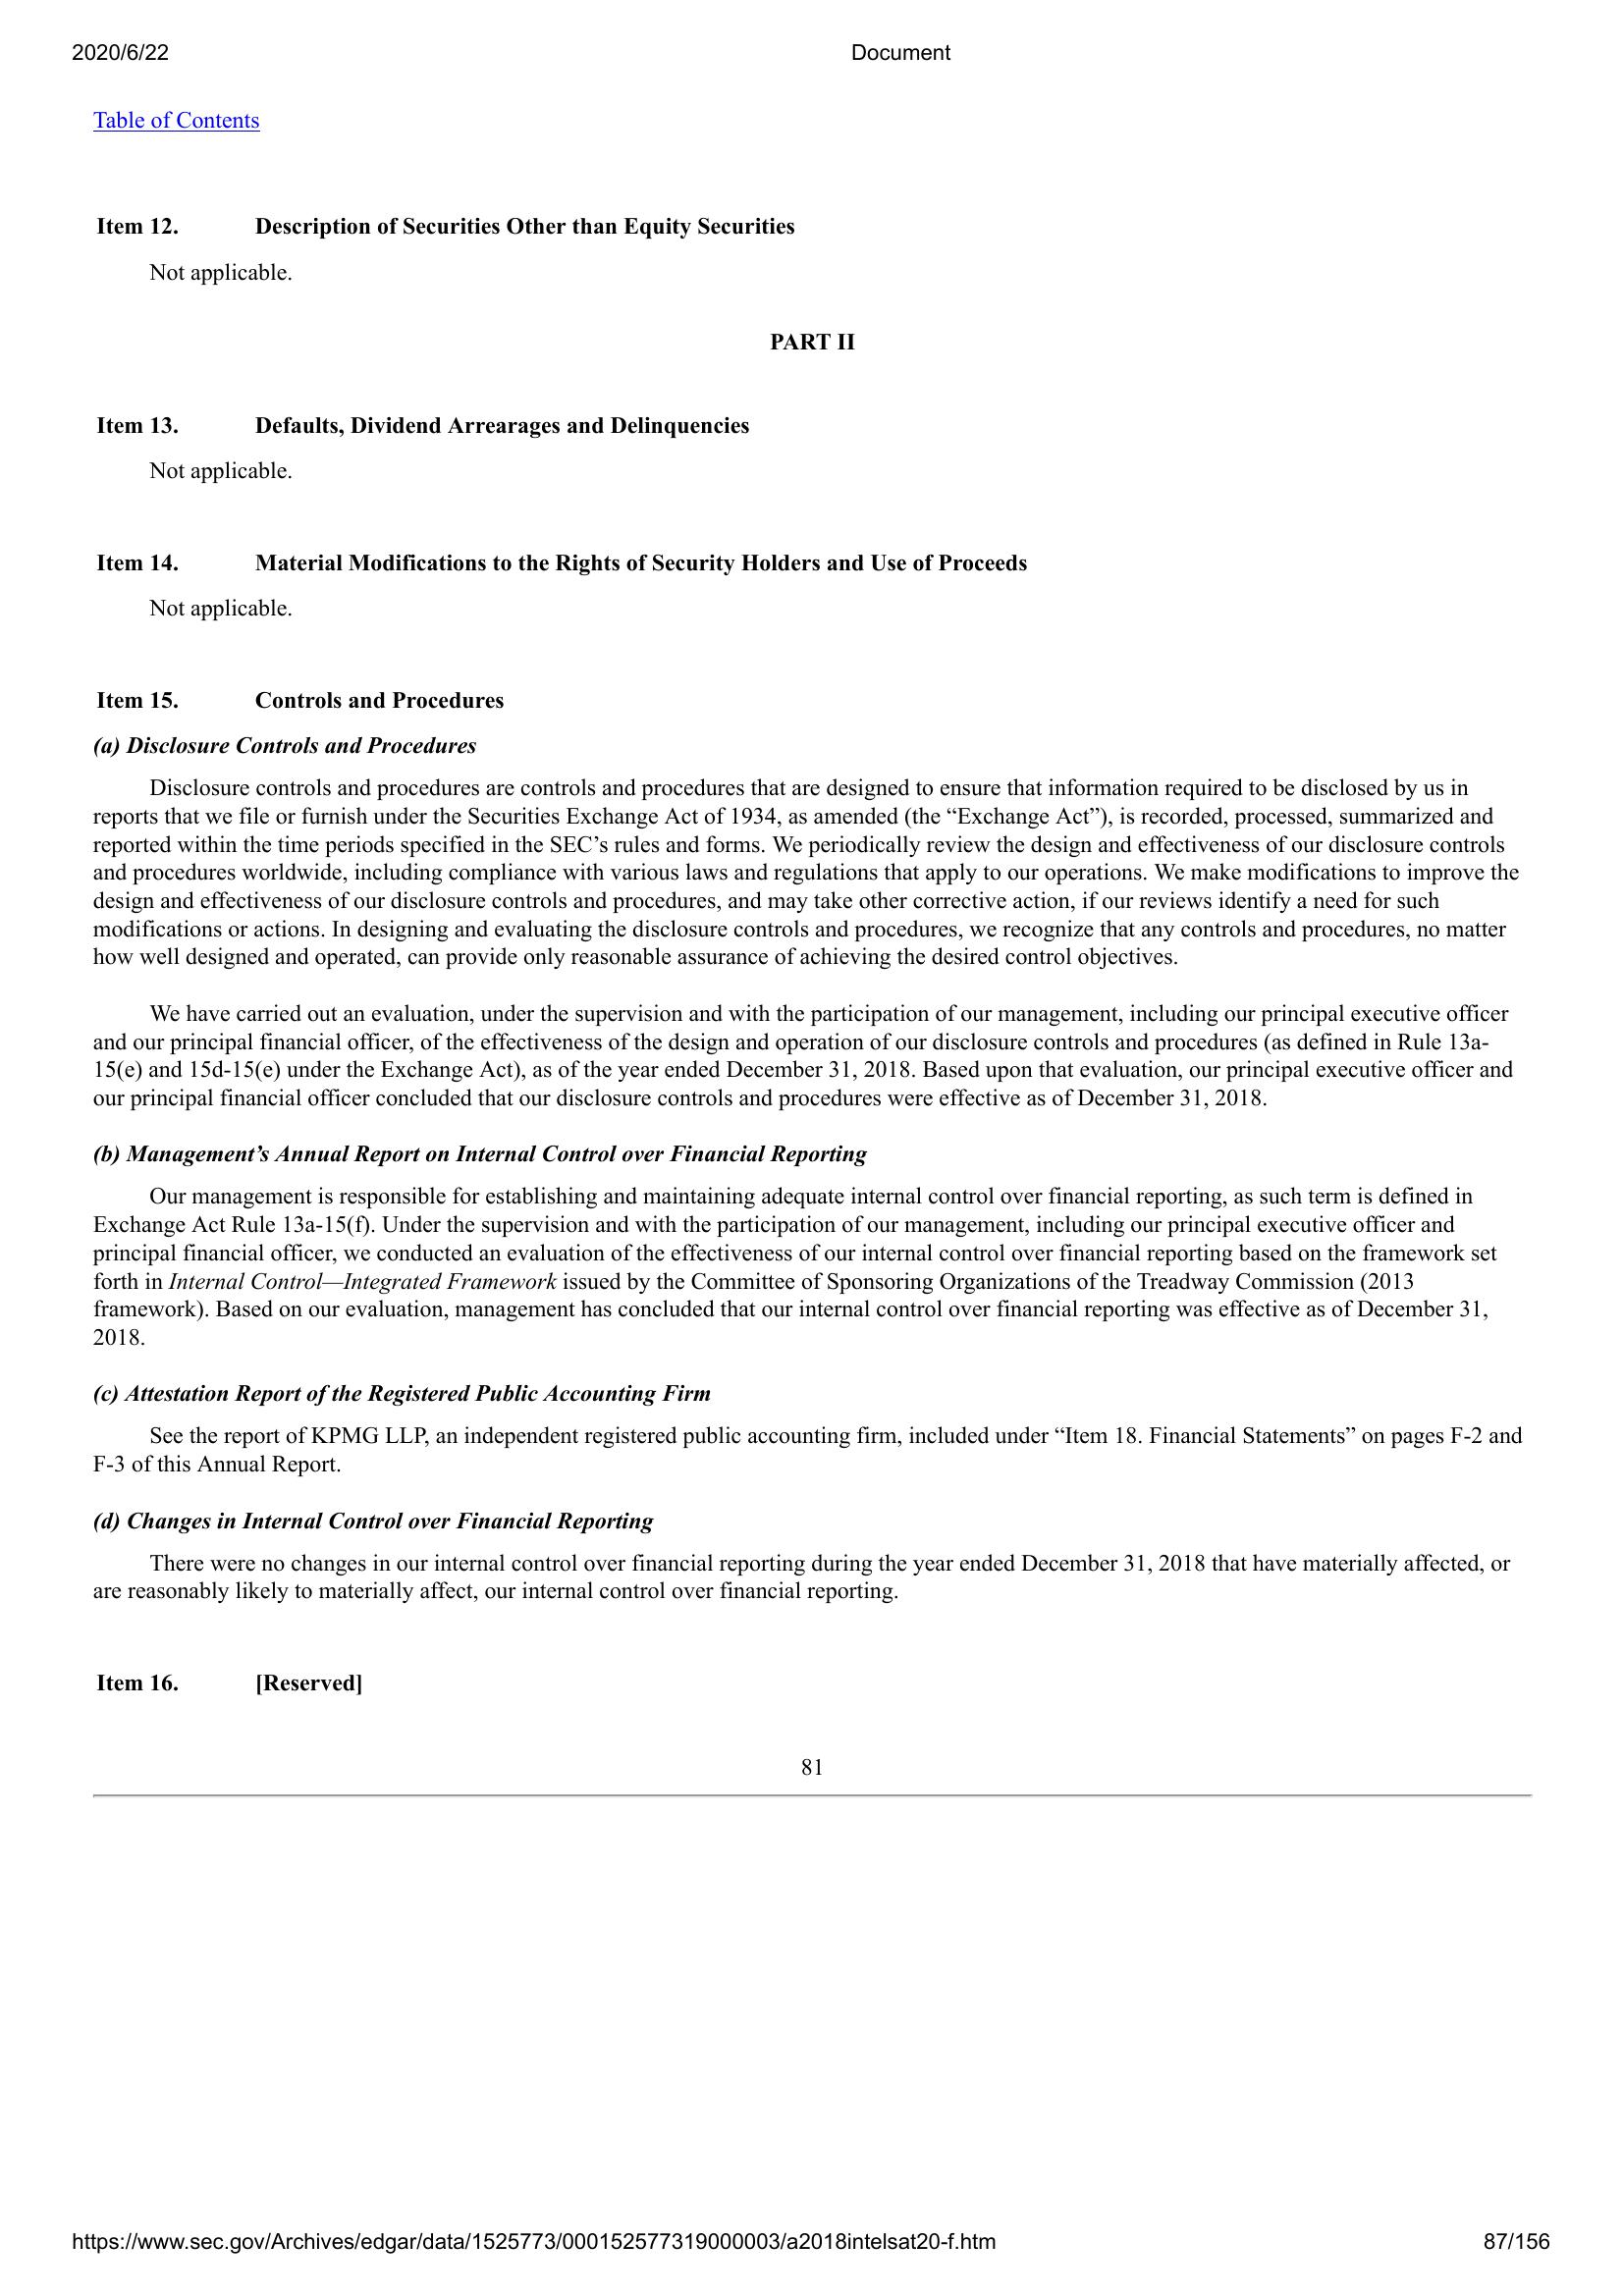 2020/6/22 Document
Table of Contents
Item 12. Description of Securities Other than Equity Securities
Not applicable.
PART II
Item 13. Defaults, Dividend Arrearages and Delinquencies
Not applicable.
Item 14. Material Modifications to the Rights of Security Holders and Use of Proceeds
Not applicable.
Item 15. Controls and Procedures
(a) Disclosure Controls and Procedures
Disclosure controls and procedures are controls and procedures that are designed to ensure that information required to be disclosed by us in
reports that we file or furnish under the Securities Exchange Act of 1934, as amended (the “Exchange Act”), is recorded, processed, summarized and
reported within the time periods specified in the SEC’s rules and forms. We periodically review the design and effectiveness of our disclosure controls
and procedures worldwide, including compliance with various laws and regulations that apply to our operations. We make modifications to improve the
design and effectiveness of our disclosure controls and procedures, and may take other corrective action, if our reviews identify a need for such
modifications or actions. In designing and evaluating the disclosure controls and procedures, we recognize that any controls and procedures, no matter
how well designed and operated, can provide only reasonable assurance of achieving the desired control objectives.
We have carried out an evaluation, under the supervision and with the participation of our management, including our principal executive officer
and our principal financial officer, of the effectiveness of the design and operation of our disclosure controls and procedures (as defined in Rule 13a-
15(e) and 15d-15(e) under the Exchange Act), as of the year ended December 31, 2018. Based upon that evaluation, our principal executive officer and
our principal financial officer concluded that our disclosure controls and procedures were effective as of December 31, 2018.
(b) Management’s Annual Report on Internal Control over Financial Reporting
Our management is responsible for establishing and maintaining adequate internal control over financial reporting, as such term is defined in
Exchange Act Rule 13a-15(f). Under the supervision and with the participation of our management, including our principal executive officer and
principal financial officer, we conducted an evaluation of the effectiveness of our internal control over financial reporting based on the framework set
forth in Internal Control—Integrated Framework issued by the Committee of Sponsoring Organizations of the Treadway Commission (2013
framework). Based on our evaluation, management has concluded that our internal control over financial reporting was effective as of December 31,
2018.
(c) Attestation Report of the Registered Public Accounting Firm
See the report of KPMG LLP, an independent registered public accounting firm, included under “Item 18. Financial Statements” on pages F-2 and
F-3 of this Annual Report.
(d) Changes in Internal Control over Financial Reporting
There were no changes in our internal control over financial reporting during the year ended December 31, 2018 that have materially affected, or
are reasonably likely to materially affect, our internal control over financial reporting.
Item 16. [Reserved]
81
https://www.sec.gov/Archives/edgar/data/1525773/000152577319000003/a2018intelsat20-f.htm 87/156